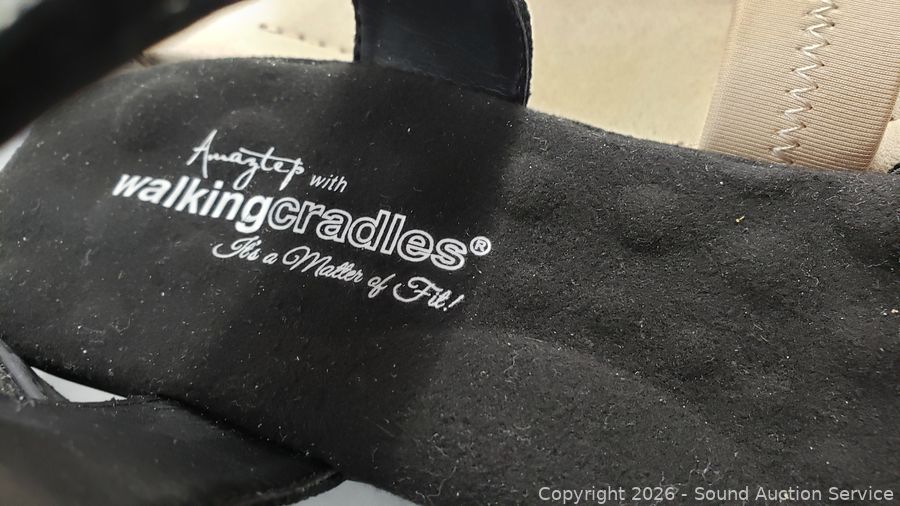 Amaztep with
walkingcradles®
It's a Matter of Fit!
Copyright 2026 - Sound Auction Service